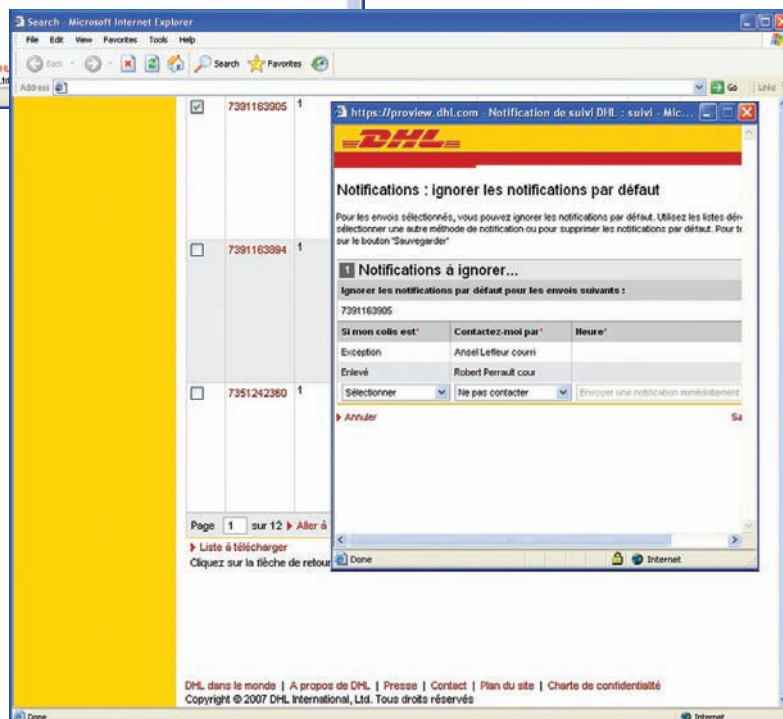 Search - Microsoft Internet Explorer
File Edit View Favorites Tools Help
Back Search Favorites
Address Go Links
7391163905 1
7391163894 1
7351242360 1
Page 1 sur 12 Aller à
Liste à télécharger
Cliquez sur la flèche de retour
DHL dans le monde | A propos de DHL | Presse | Contact | Plan du site | Charte de confidentialité
Copyright © 2007 DHL International, Ltd. Tous droits réservés
Done Internet
https://proview.dhl.com - Notification de suivi DHL : suivi - Mic...
DHL
Notifications : ignorer les notifications par défaut
Pour les envois sélectionnés, vous pouvez ignorer les notifications par défaut. Utilisez les listes dér
sélectionner une autre méthode de notification ou pour supprimer les notifications par défaut. Pour te
sur le bouton "Sauvegarder"
1 Notifications à ignorer...
Ignorer les notifications par défaut pour les envois suivants :
7391163905
Si mon colis est* Contactez-moi par* Heure*
Exception Ansel Lefleur courri
Enlevé Robert Perrault cour
Sélectionner Ne pas contacter Envoyer une notification immédiatement
Annuler Sa
Done Internet